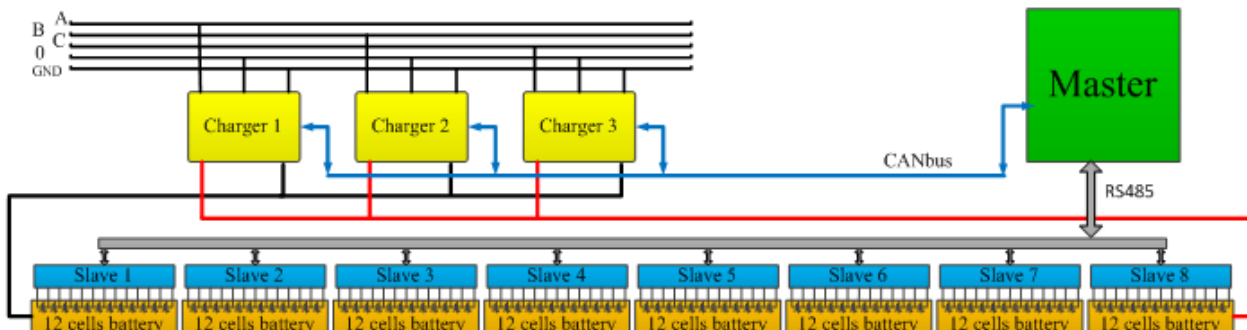 A
B
C
0
GND
Charger 1 Charger 2 Charger 3
Master
CANbus
RS485
Slave 1 Slave 2 Slave 3 Slave 4 Slave 5 Slave 6 Slave 7 Slave 8
12 cells battery 12 cells battery 12 cells battery 12 cells battery 12 cells battery 12 cells battery 12 cells battery 12 cells battery